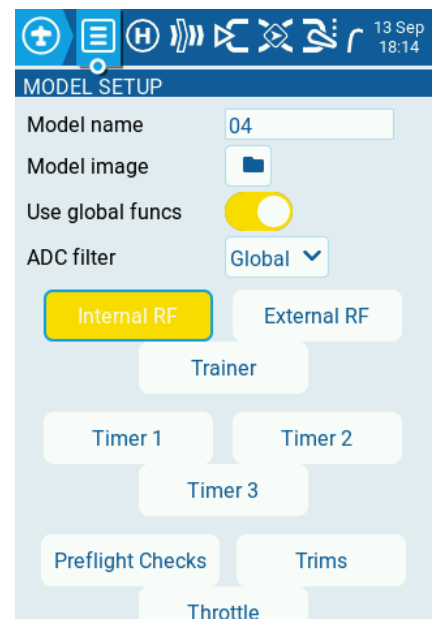 H
13 Sep
18:14
MODEL SETUP
Model name 04
Model image
Use global funcs
ADC filter Global
Internal RF External RF
Trainer
Timer 1 Timer 2
Timer 3
Preflight Checks Trims
Throttle